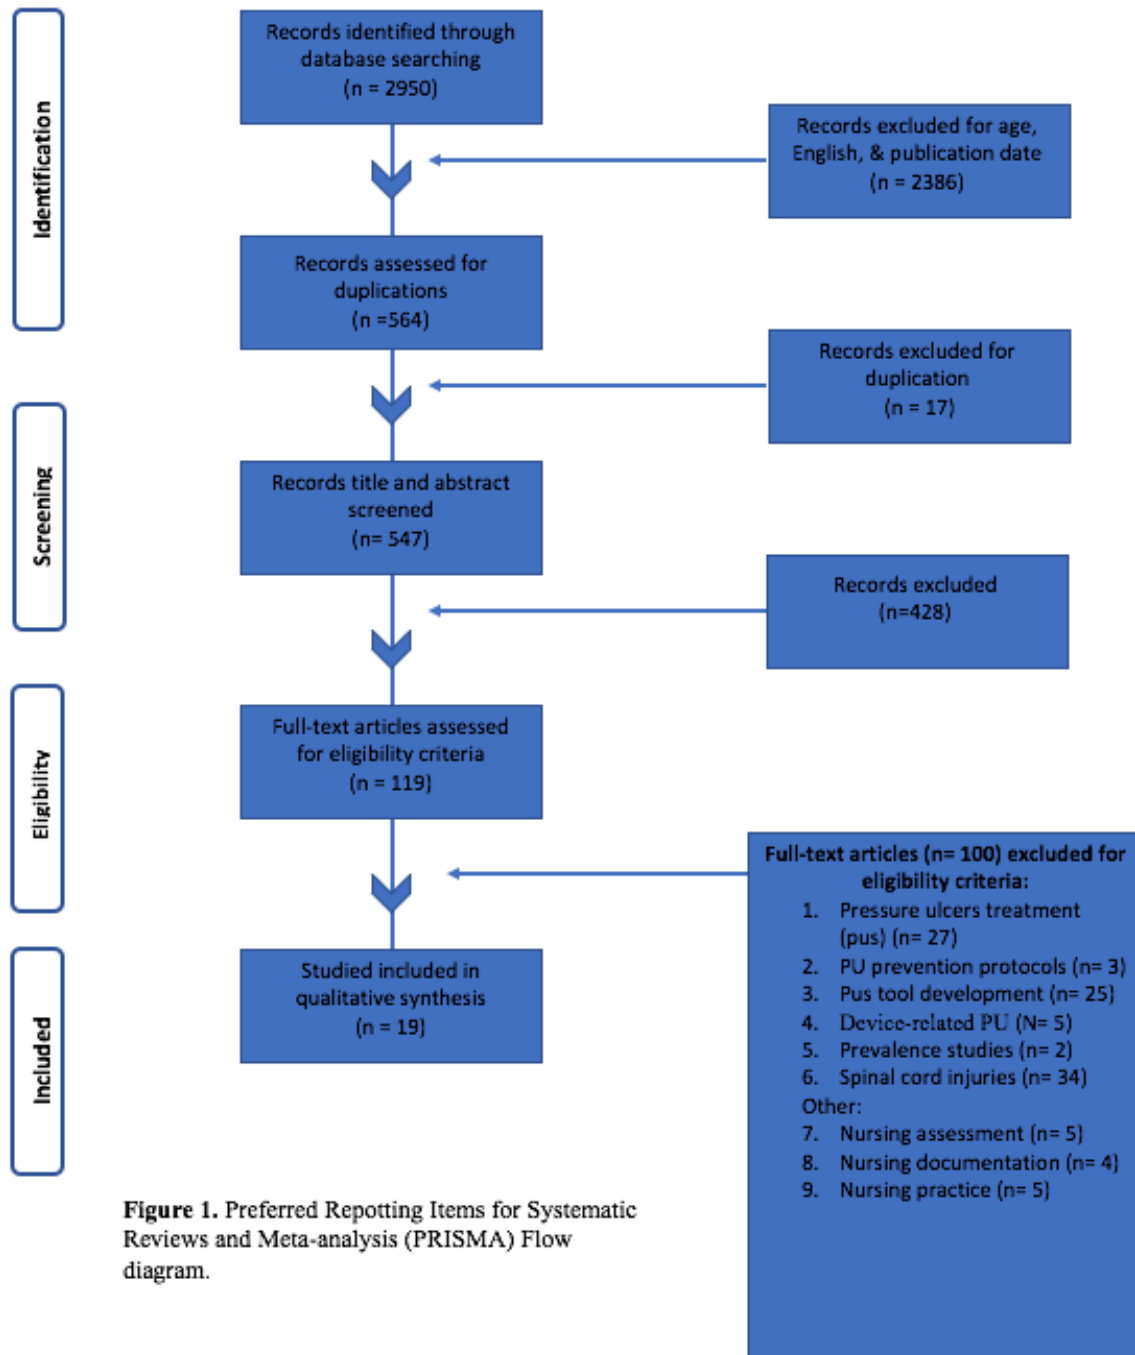 Identification
Records identified through
database searching
(n = 2950)
Records excluded for age,
English, & publication date
(n = 2386)
Records assessed for
duplications
(n =564)
Records excluded for
duplication
(n = 17)
Screening
Records title and abstract
screened
(n= 547)
Records excluded
(n=428)
Eligibility
Full-text articles assessed
for eligibility criteria
(n = 119)
Full-text articles (n= 100) excluded for
eligibility criteria:
1. Pressure ulcers treatment
(pus) (n= 27)
2. PU prevention protocols (n= 3)
3. Pus tool development (n= 25)
4. Device-related PU (N= 5)
5. Prevalence studies (n= 2)
6. Spinal cord injuries (n= 34)
Other:
7. Nursing assessment (n= 5)
8. Nursing documentation (n= 4)
9. Nursing practice (n= 5)
Included
Studied included in
qualitative synthesis
(n = 19)
Figure 1. Preferred Repotting Items for Systematic
Reviews and Meta-analysis (PRISMA) Flow
diagram.